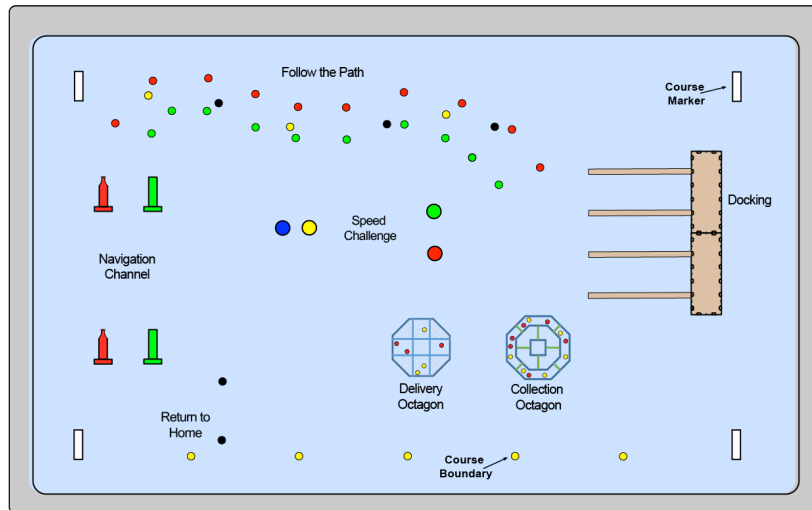 Follow the Path
Course
Marker
Docking
Speed
Challenge
Navigation
Channel
Delivery
Octagon
Collection
Octagon
Return to
Home
Course
Boundary